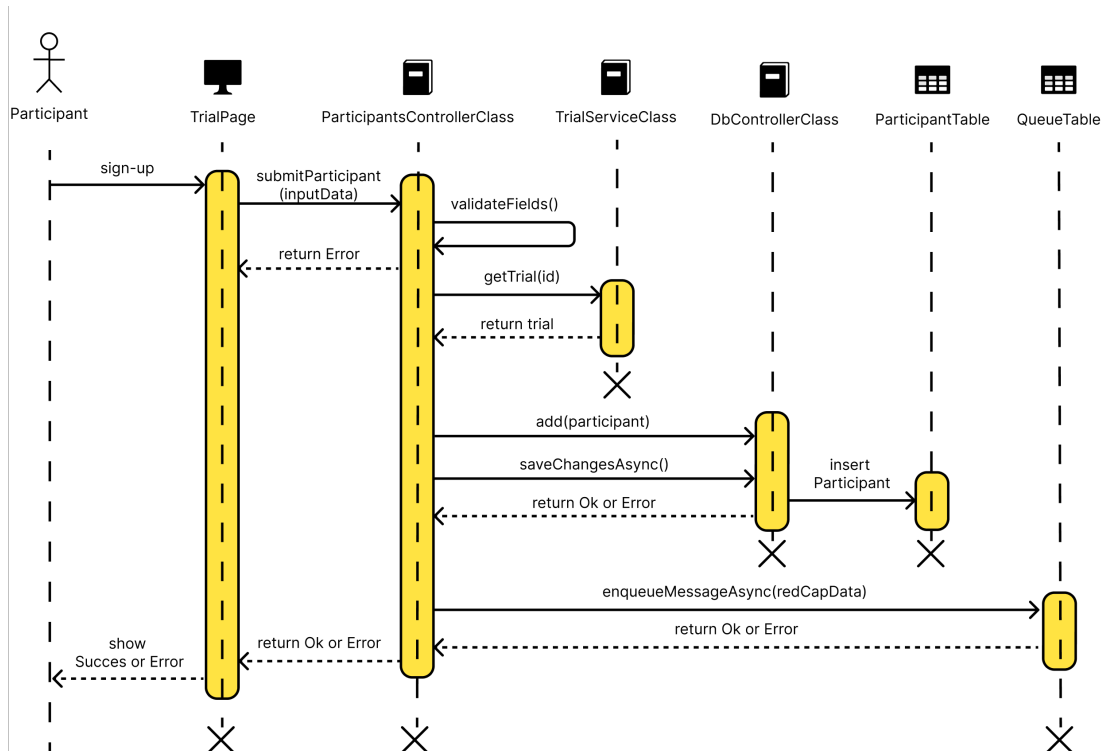 Participant
TrialPage
ParticipantsControllerClass
TrialServiceClass
DbControllerClass
ParticipantTable
QueueTable
sign-up
submitParticipant
(inputData)
validateFields()
return Error
getTrial(id)
return trial
add(participant)
saveChangesAsync()
insert
Participant
return Ok or Error
enqueueMessageAsync(redCapData)
return Ok or Error
return Ok or Error
show
Succes or Error